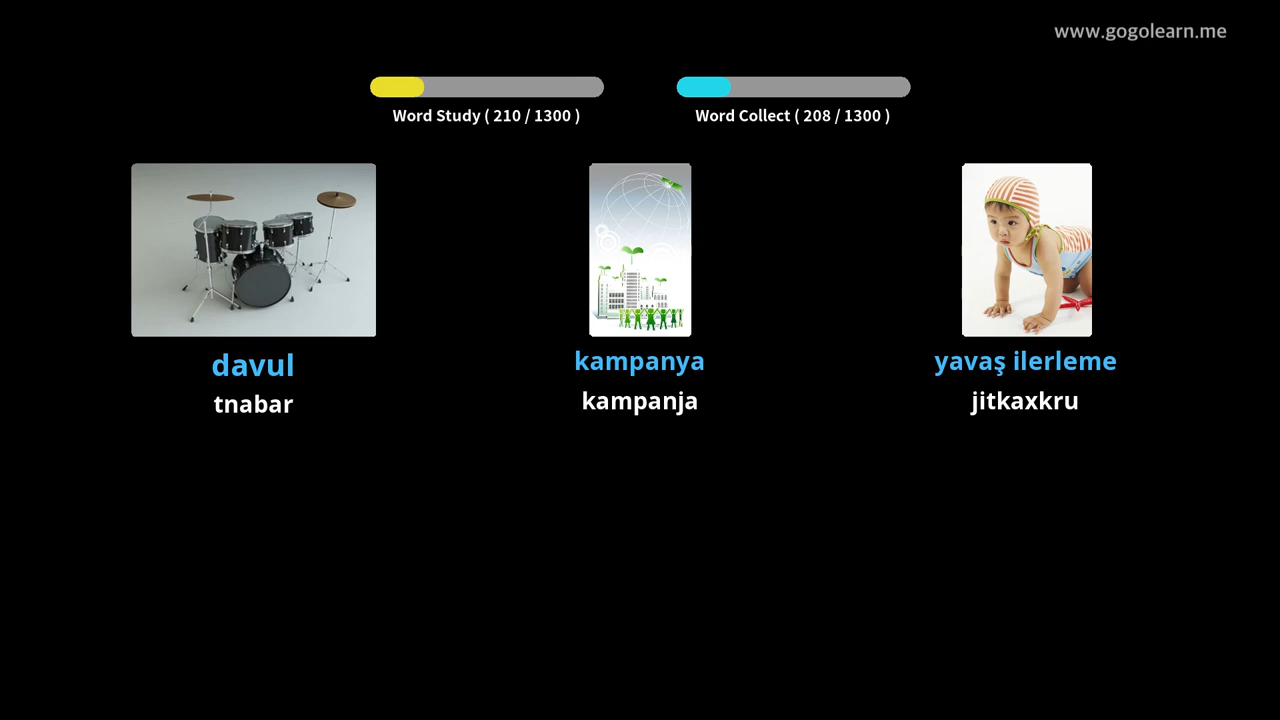 www.gogolearn.me
Word Study ( 210 / 1300 )
Word Collect ( 208 / 1300 )
davul
kampanya
yavaş ilerleme
tnabar
kampanja
jitkaxkru